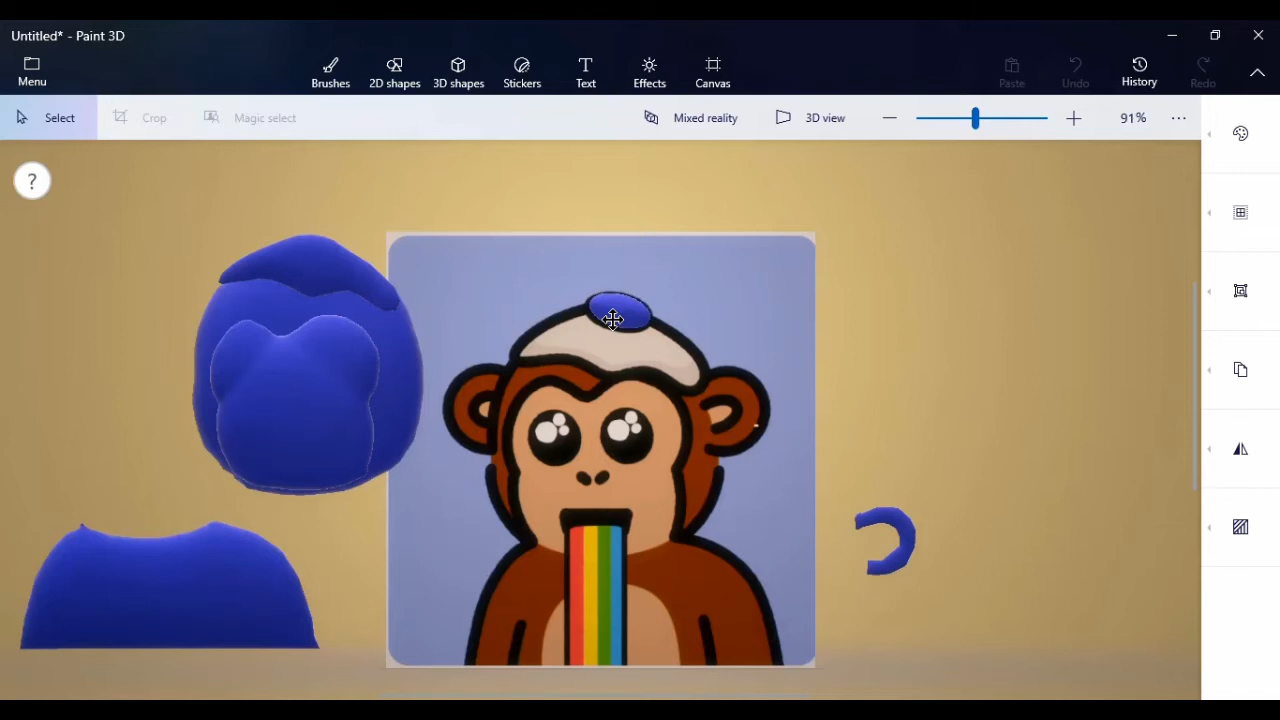 Untitled* - Paint 3D
Menu
Brushes
2D shapes
3D shapes
Stickers
Text
Effects
Canvas
Paste
Undo
History
Redo
Select
Crop
Magic select
Mixed reality
3D view
91%
?